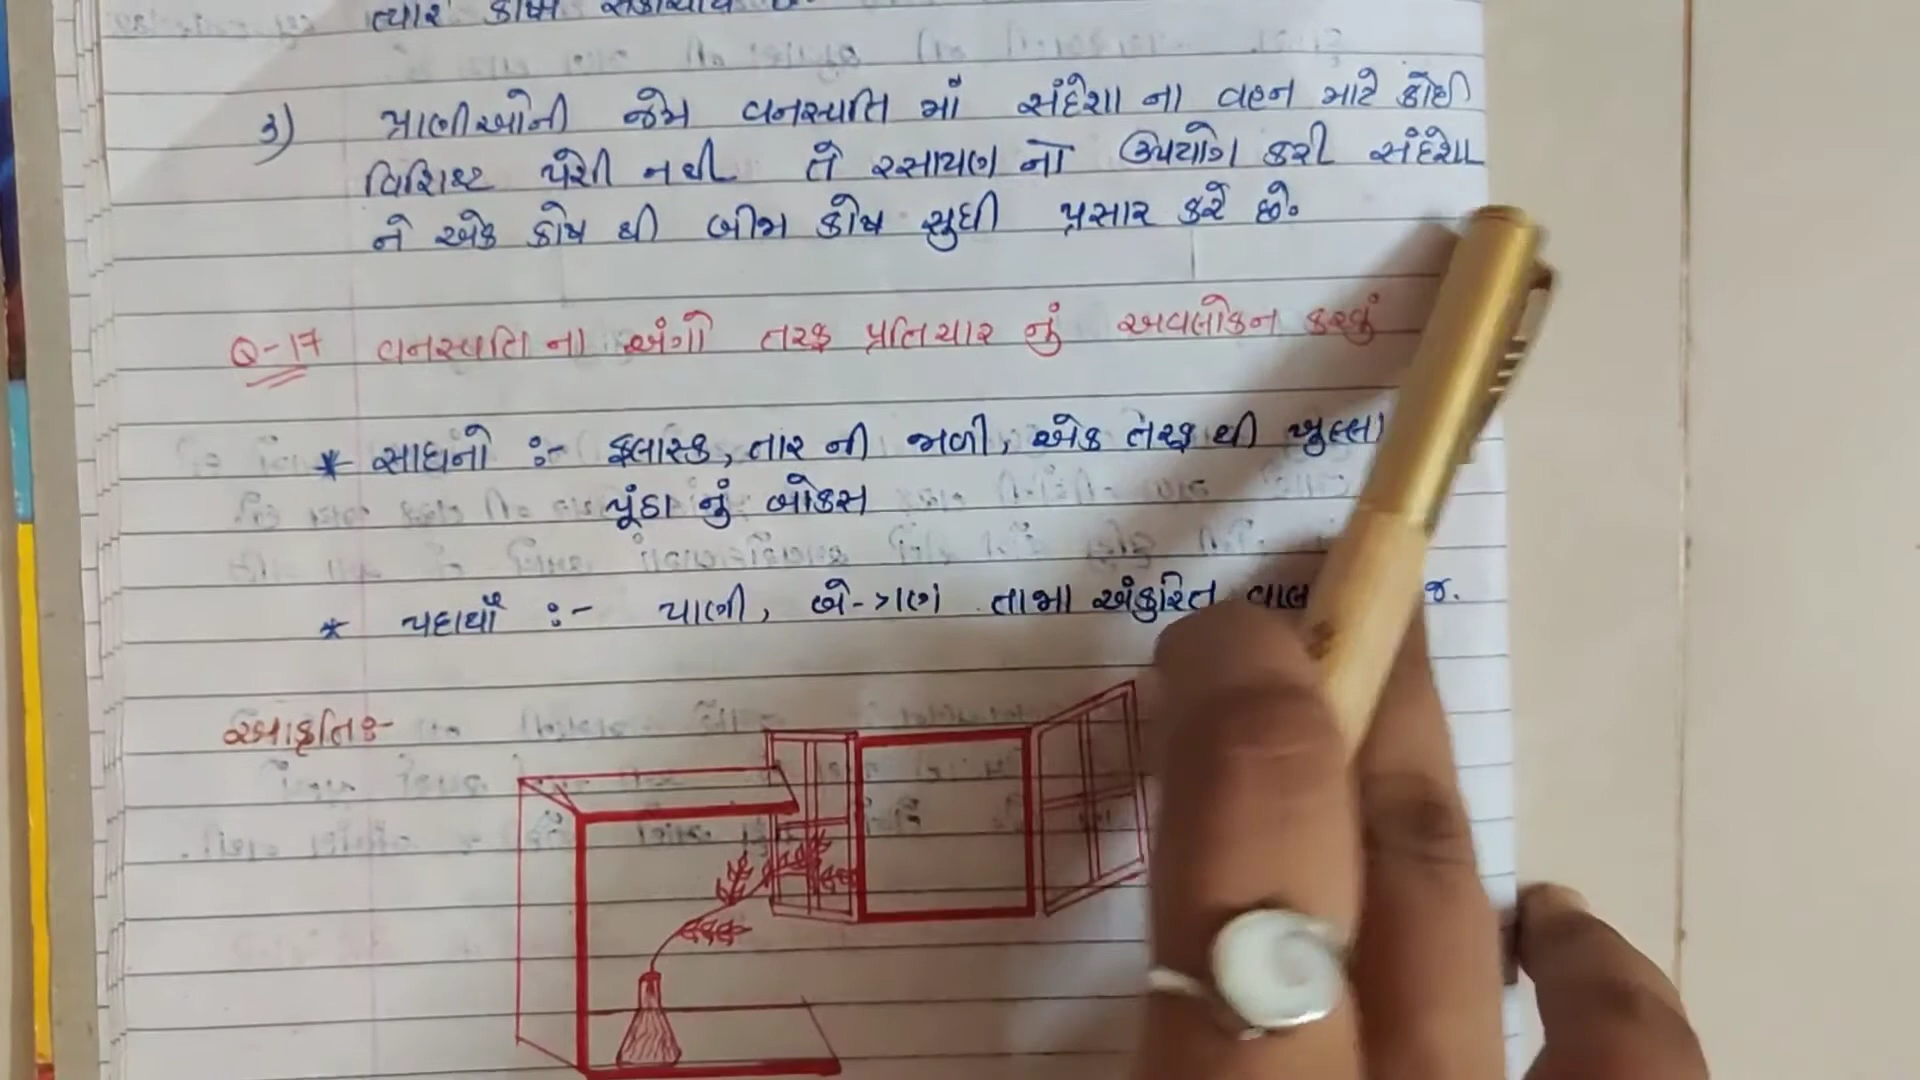 ત્યારે કોષ
3) પ્રાણીઓની જેમ વનસ્પતિ માઁ સંદેશા ના વહન માટે કોઈ
વિશિષ્ટ પેશી નથી તે રસાયણ નો ઉપયોગ કરી સંદેશા
ને એક કોષ થી બીજા કોષ સુધી પ્રસાર કરે છે.
Q-17 વનસ્પતિ ના અંગો તરફ પ્રતિચાર નું અવલોકન કરવું
* સાધનો :- ફ્લાસ્ક, તાર ની જાળી, એક તરફ થી ખુલ્લા
પૂંઠા નું બોક્સ
* પદાર્થો :- પાણી, બે-ત્રણ તાજા અંકુરિત વાલ જ.
આકૃતિઃ-